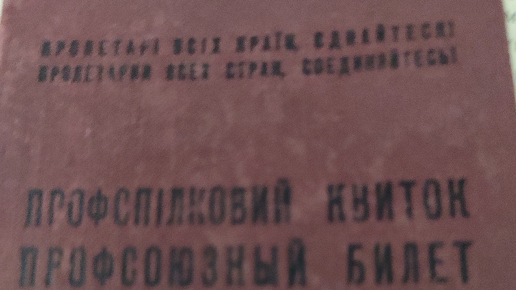 ПРОЛЕТАРІ ВСІХ КРАЇН, ЄДНАЙТЕСЯ!
ПРОЛЕТАРИИ ВСЕХ СТРАН, СОЕДИНЯЙТЕСЬ!
ПРОФСПІЛКОВИЙ КВИТОК
ПРОФСОЮЗНЫЙ БИЛЕТ